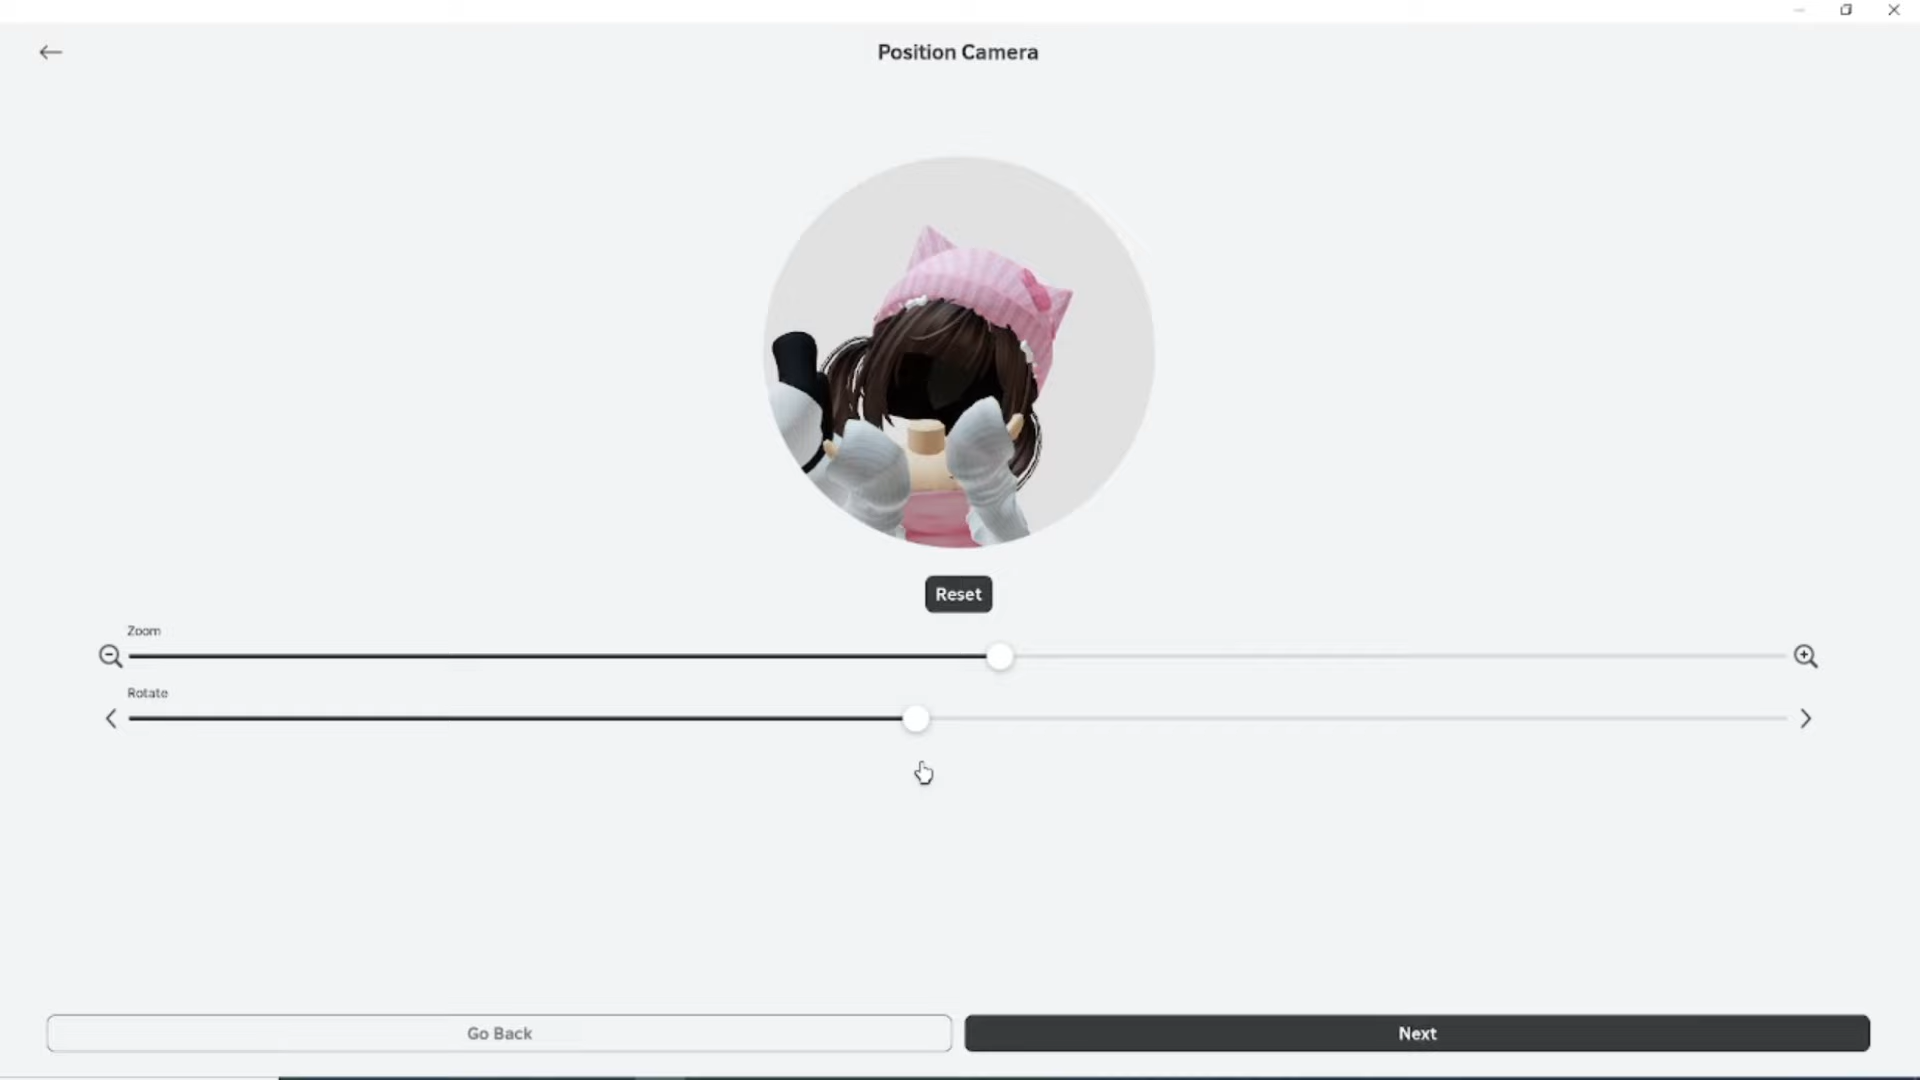 Position Camera
Reset
Zoom
Rotate
Go Back
Next